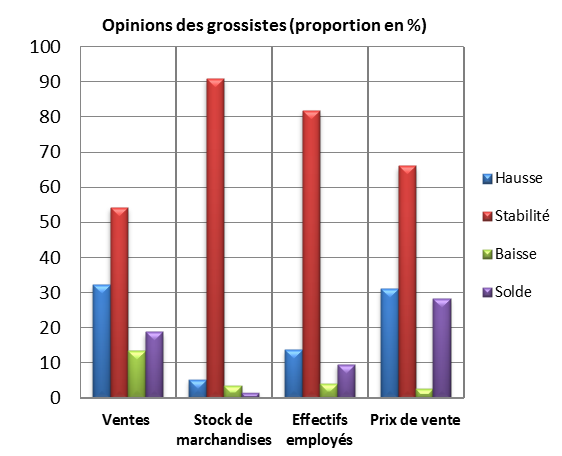 Opinions des grossistes (proportion en %)
100
90
80
70
60
50
40
30
20
10
0
Ventes
Stock de
marchandises
Effectifs
employés
Prix de vente
Hausse
Stabilité
Baisse
Solde